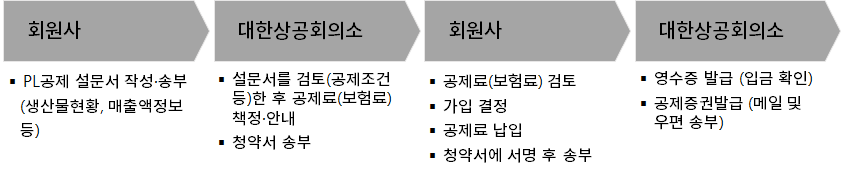 회원사
대한상공회의소
회원사
대한상공회의소
▪ PL공제 설문서 작성·송부
(생산물현황, 매출액정보
등)
▪ 설문서를 검토(공제조건
등)한 후 공제료(보험료)
책정·안내
▪ 청약서 송부
▪ 공제료(보험료) 검토
▪ 가입 결정
▪ 공제료 납입
▪ 청약서에 서명 후 송부
▪ 영수증 발급 (입금 확인)
▪ 공제증권발급 (메일 및
우편 송부)